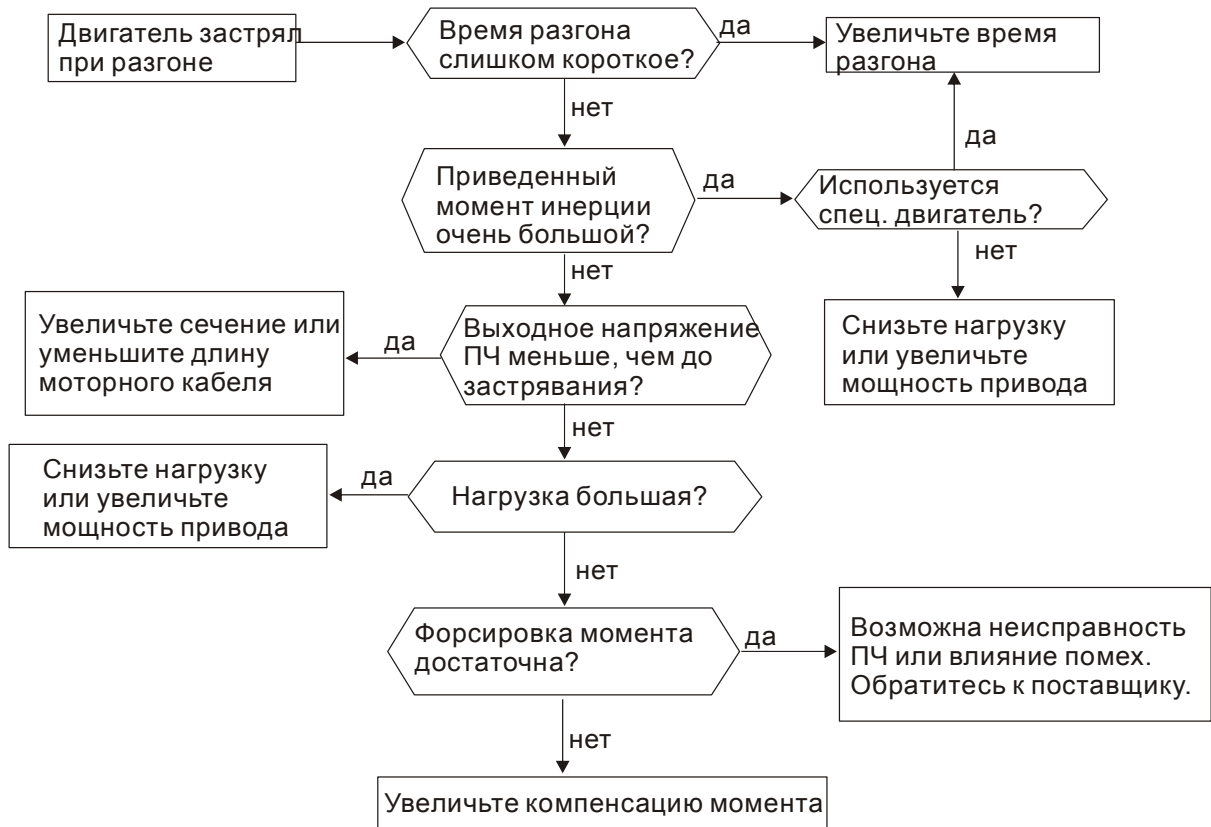 Двигатель застрял
при разгоне
Время разгона
слишком короткое?
да
Увеличьте время
разгона
нет
да
Приведенный
момент инерции
очень большой?
да
Используется
спец. двигатель?
нет
нет
Увеличьте сечение или
уменьшите длину
моторного кабеля
да
Выходное напряжение
ПЧ меньше, чем до
застрявания?
Снизьте нагрузку
или увеличьте
мощность привода
нет
Снизьте нагрузку
или увеличьте
мощность привода
да
Нагрузка большая?
нет
Форсировка момента
достаточна?
да
Возможна неисправность
ПЧ или влияние помех.
Обратитесь к поставщику.
нет
Увеличьте компенсацию момента